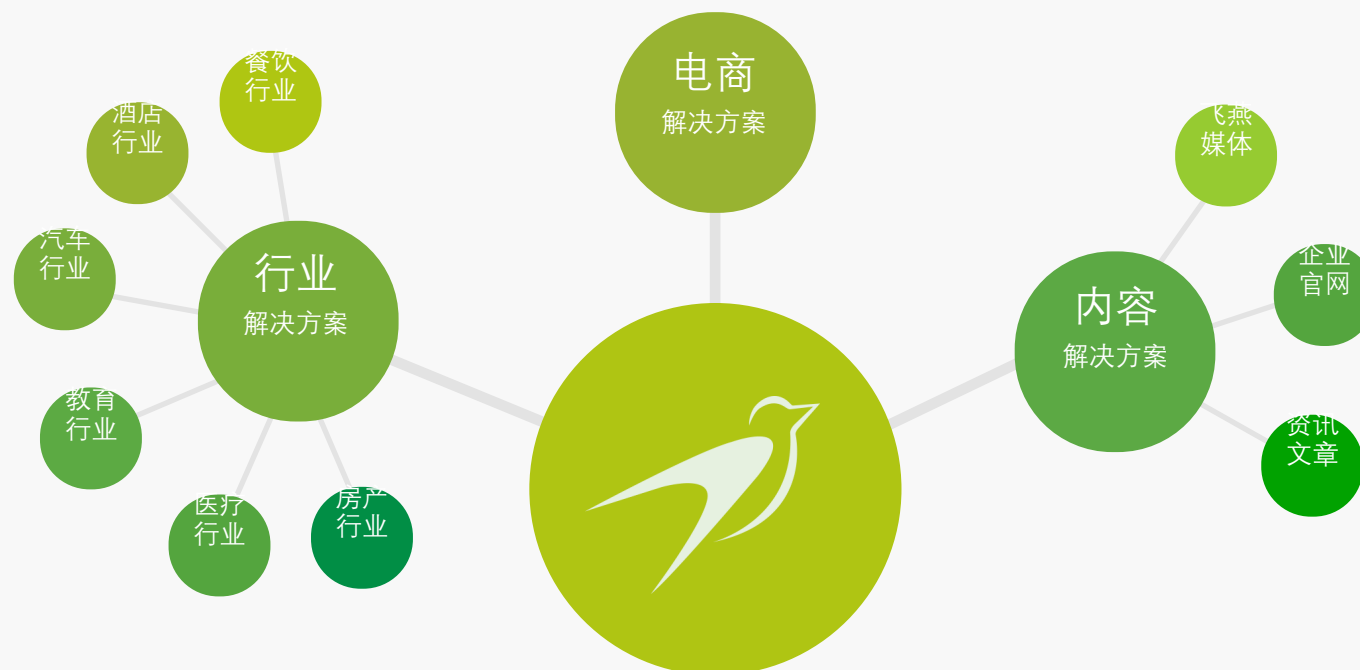 餐饮
行业
酒店
行业
汽车
行业
教育
行业
医疗
行业
房产
行业
行业
解决方案
电商
解决方案
内容
解决方案
飞燕
媒体
企业
官网
资讯
文章